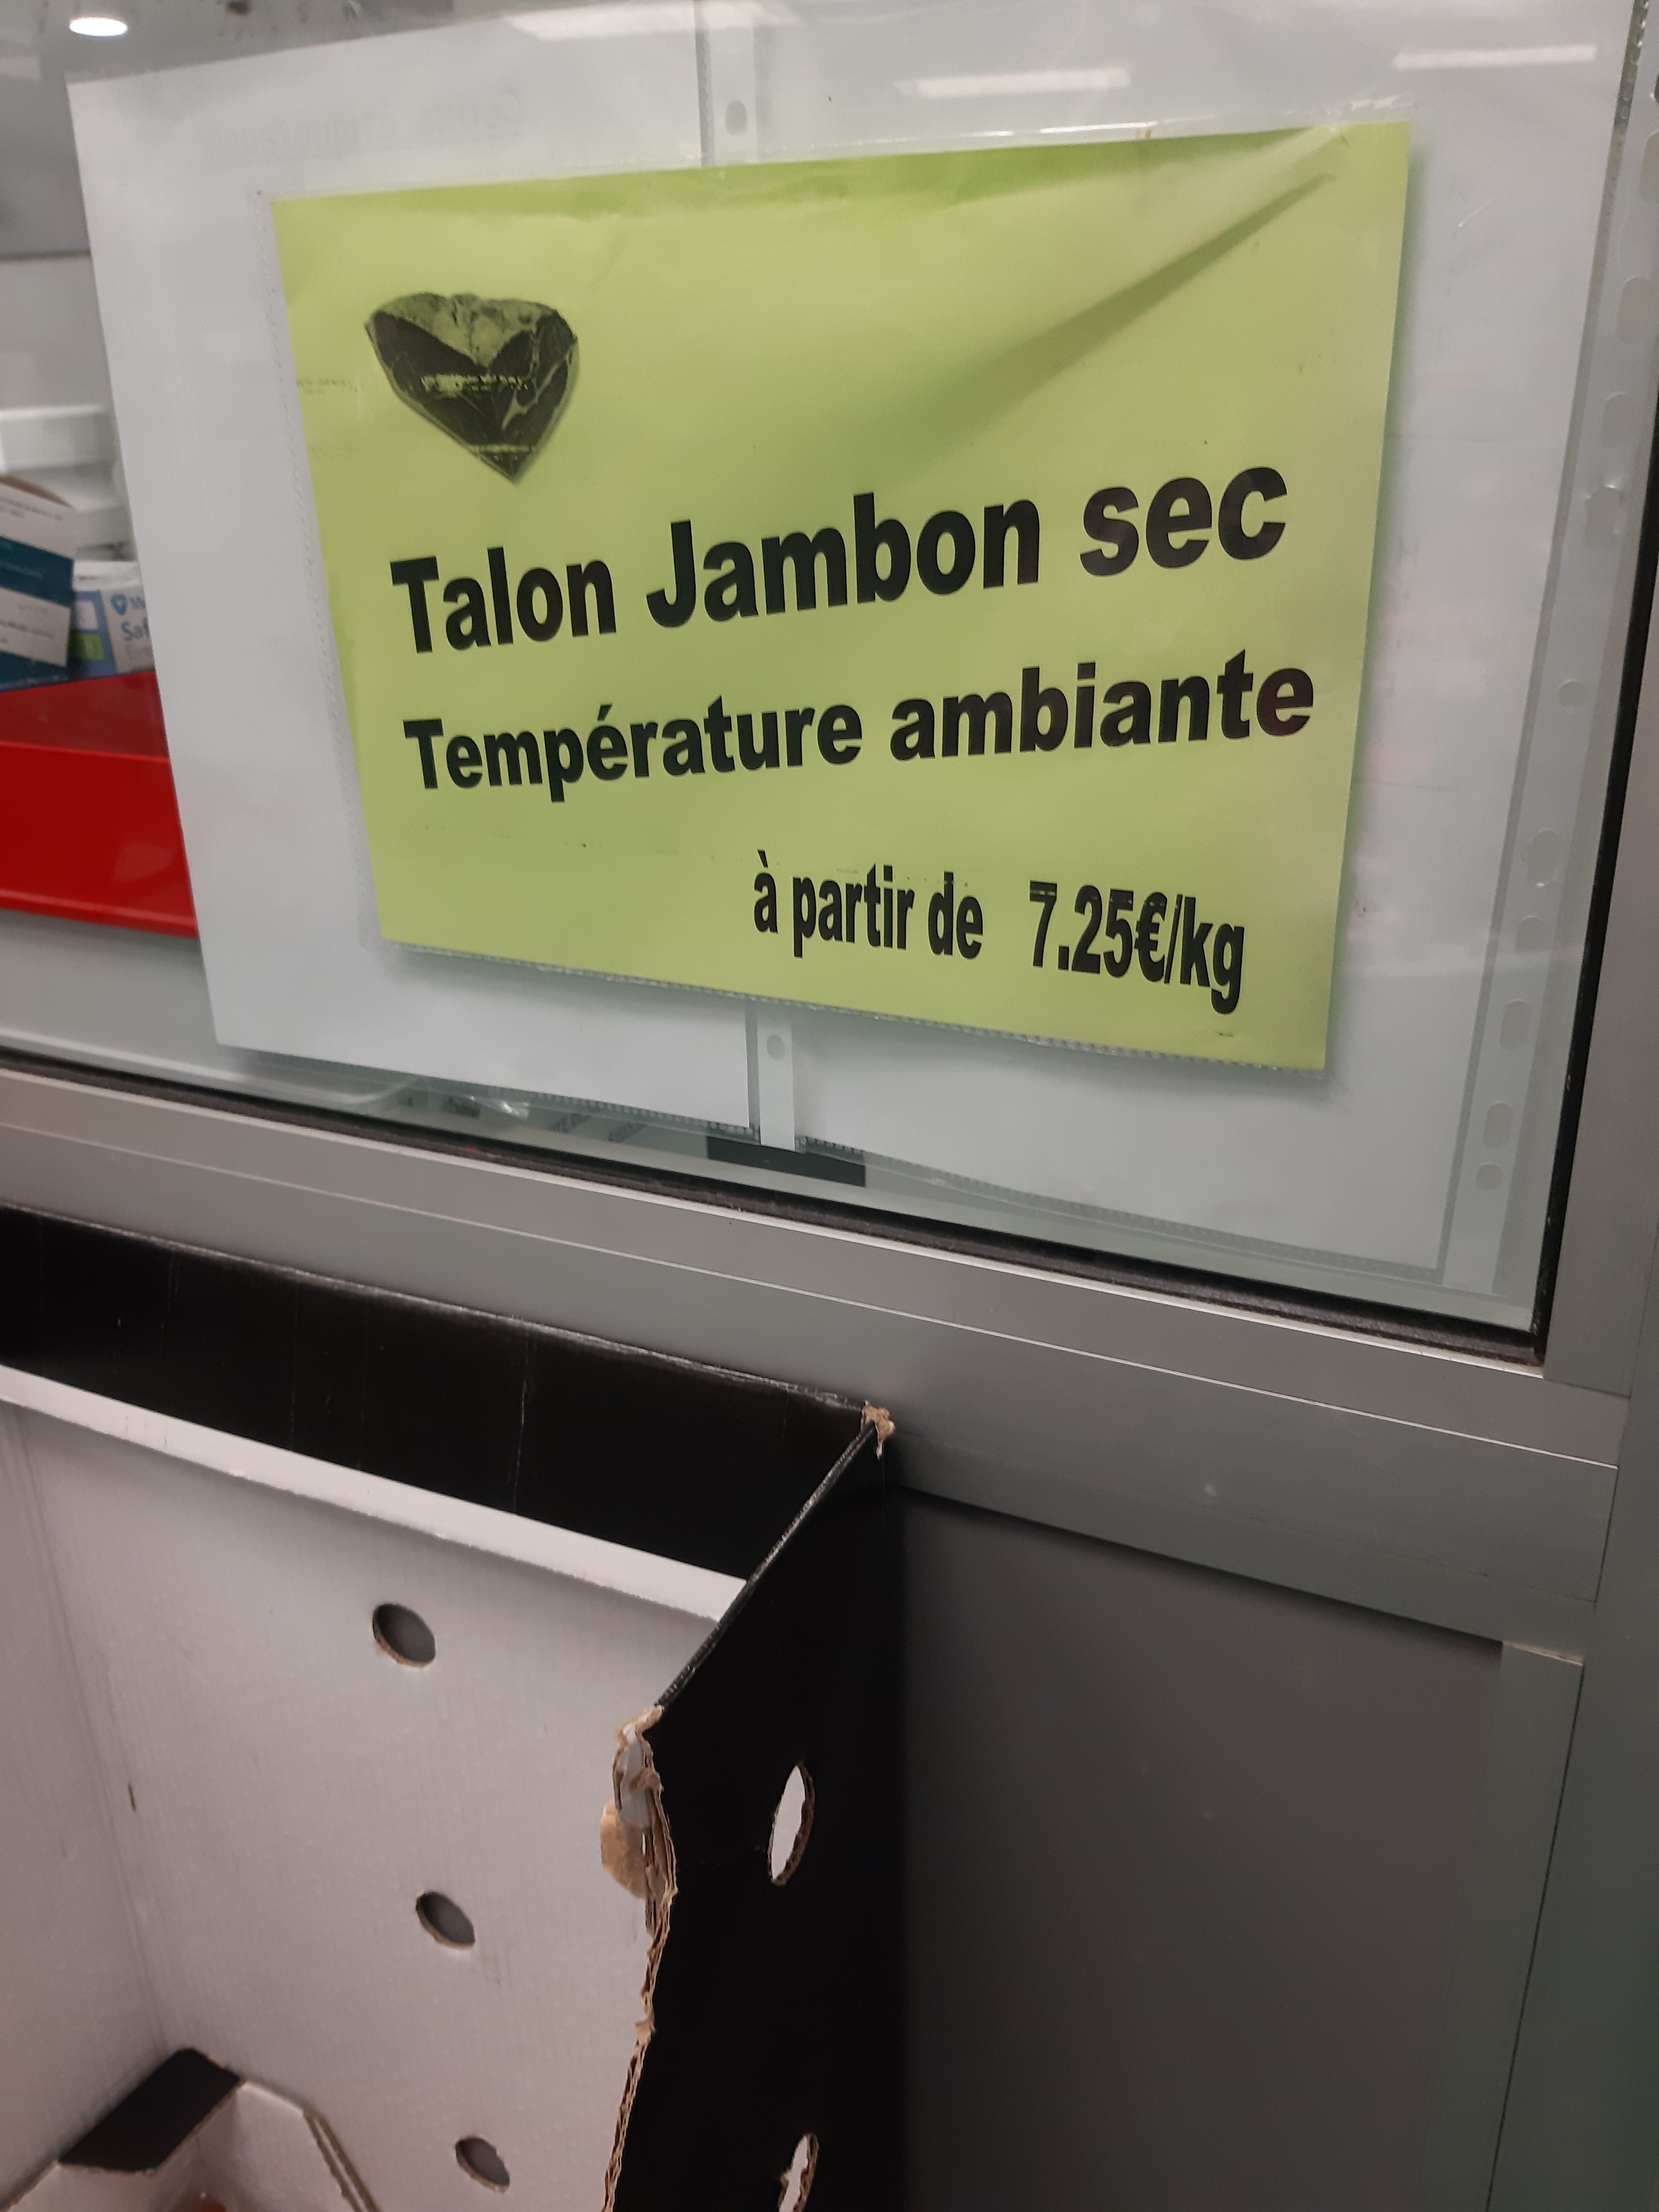 Talon Jambon sec
Température ambiante
à partir de 7.25€/kg